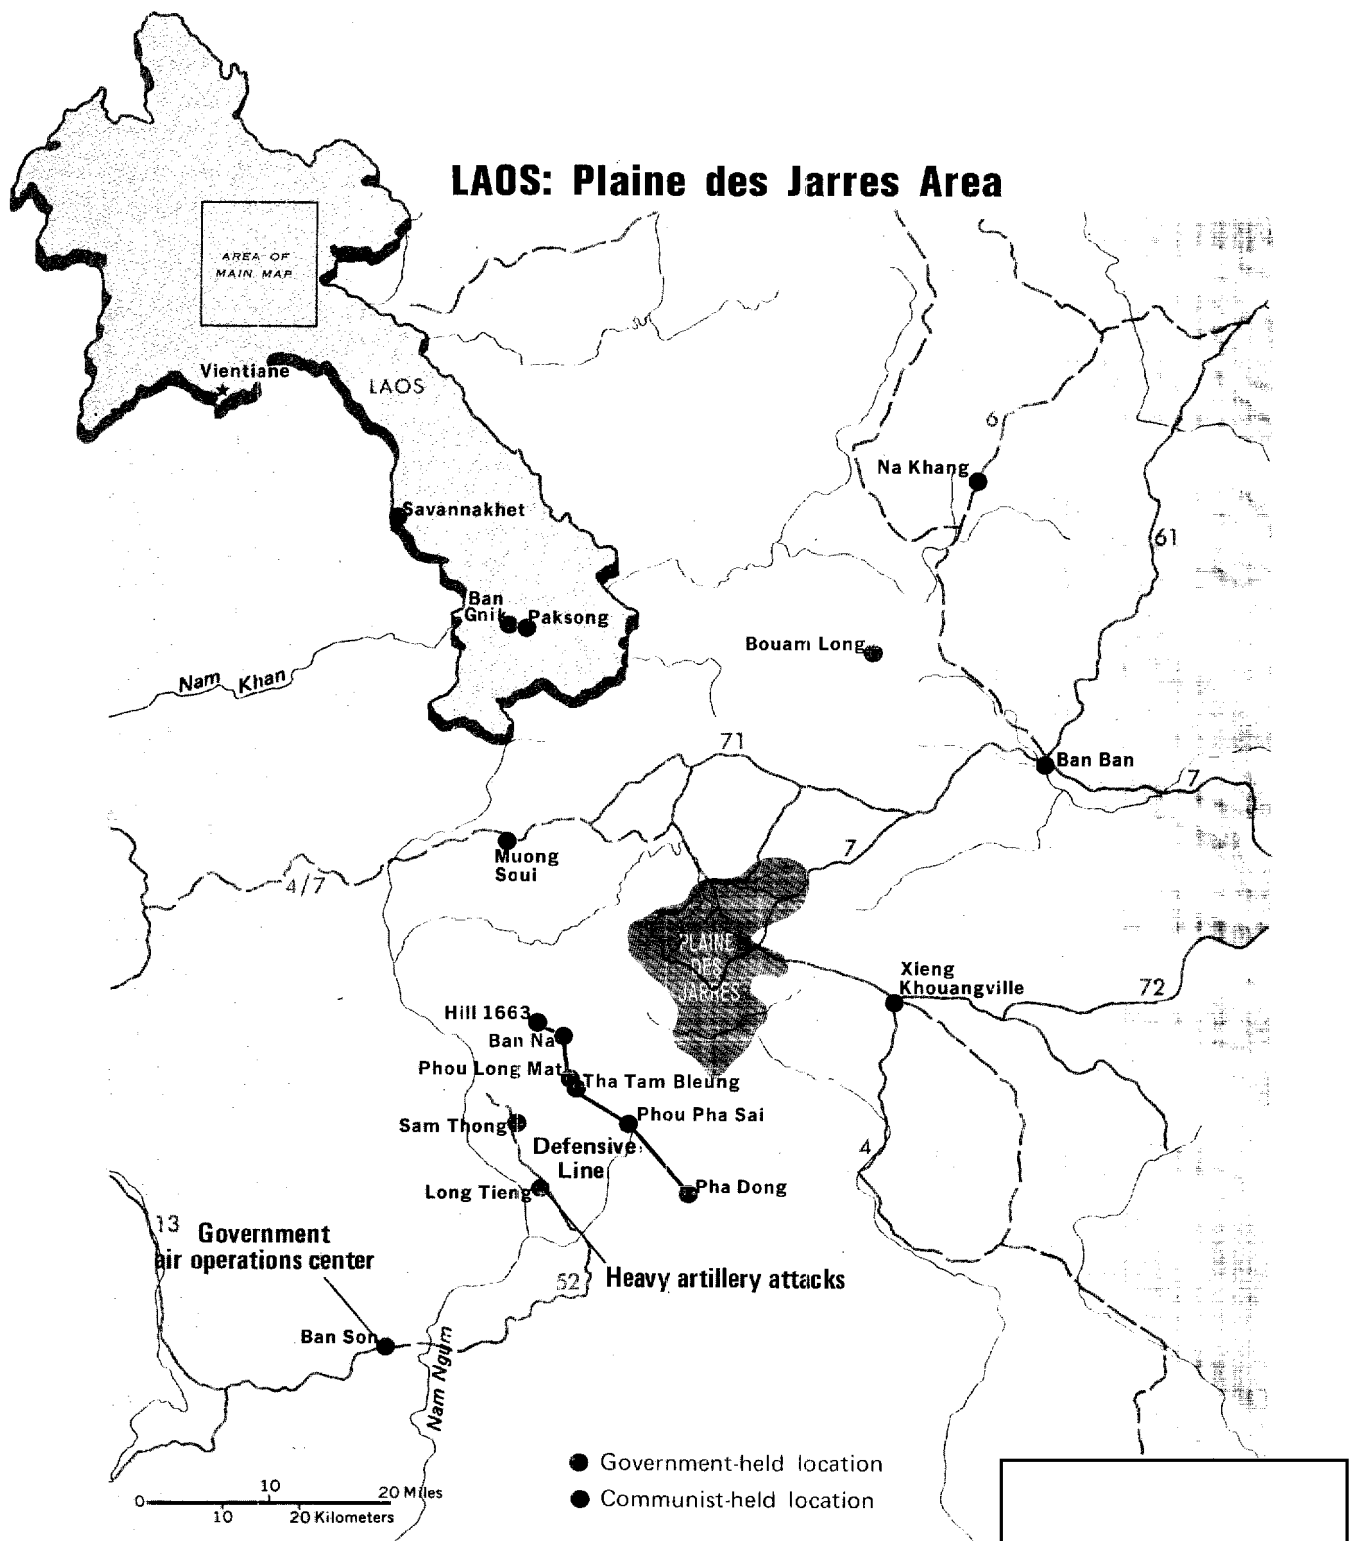 LAOS: Plaine des Jarres Area
AREA OF
MAIN MAP
Vientiane
LAOS
6
Na Khang
Savannakhet
61
Ban
Gnik
Paksong
Bouam Long
Nam Khan
71
Ban Ban
7
7
Muong
Soui
4/7
PLAINE
DES
JARRES
Xieng
Khouangville
72
Hill 1663
Ban Na
Phou Long Mat
Tha Tam Bleung
Phou Pha Sai
Sam Thong
Defensive
Line
4
Long Tieng
Pha Dong
13
Government
air operations center
52
Heavy artillery attacks
Ban Son
Nam Ngum
Government-held location
Communist-held location
0 10 20 Miles
10 20 Kilometers